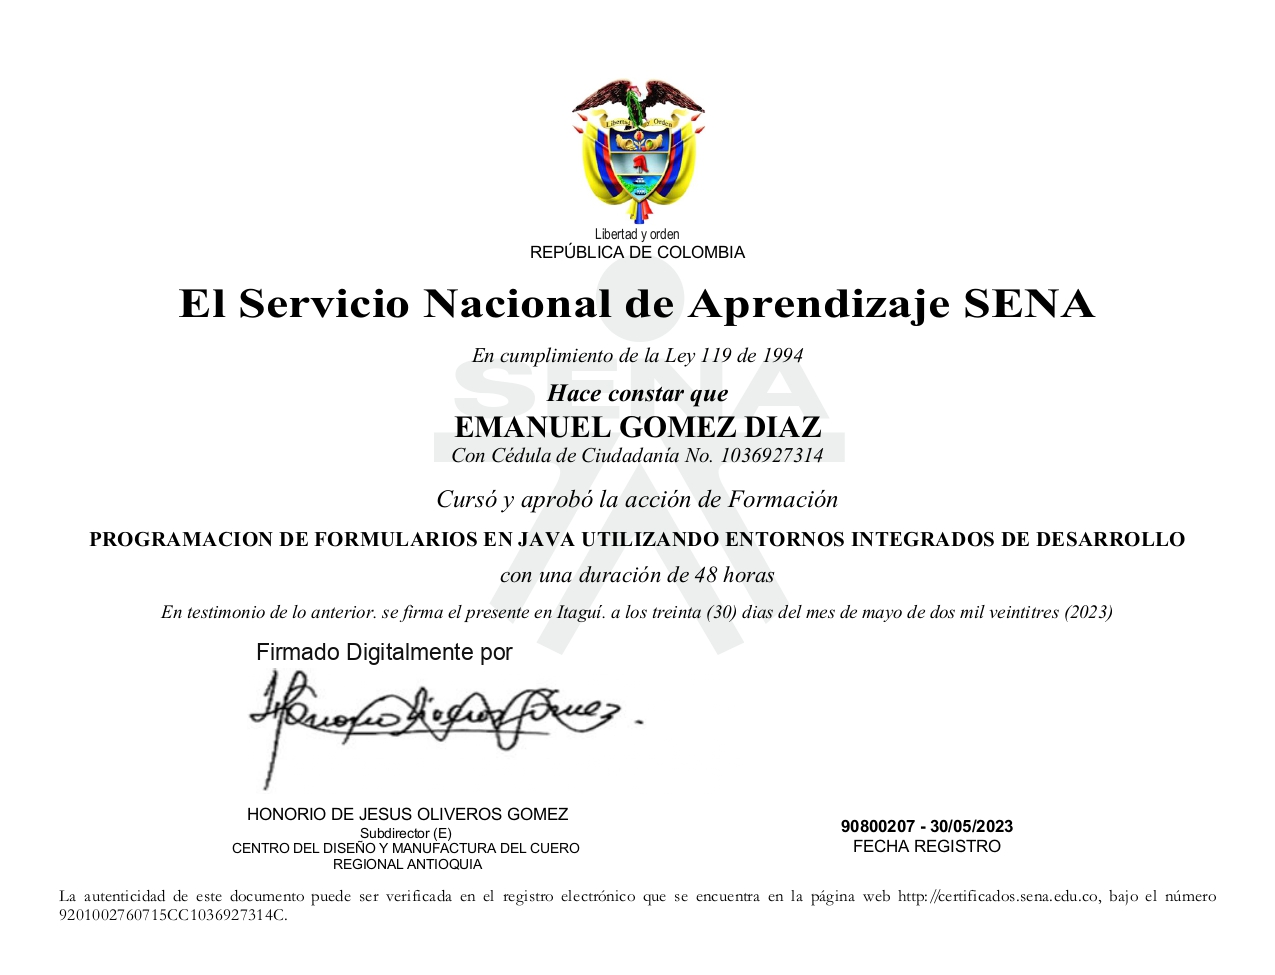 Libertad y Orden
Libertad y orden
REPÚBLICA DE COLOMBIA
El Servicio Nacional de Aprendizaje SENA
En cumplimiento de la Ley 119 de 1994
SENA
Hace constar que
EMANUEL GOMEZ DIAZ
Con Cédula de Ciudadanía No. 1036927314
Cursó y aprobó la acción de Formación
PROGRAMACION DE FORMULARIOS EN JAVA UTILIZANDO ENTORNOS INTEGRADOS DE DESARROLLO
con una duración de 48 horas
En testimonio de lo anterior. se firma el presente en Itaguí. a los treinta (30) dias del mes de mayo de dos mil veintitres (2023)
Firmado Digitalmente por
Honorio Oliveros Gómez.
HONORIO DE JESUS OLIVEROS GOMEZ
Subdirector (E)
CENTRO DEL DISEÑO Y MANUFACTURA DEL CUERO
REGIONAL ANTIOQUIA
90800207 - 30/05/2023
FECHA REGISTRO
La autenticidad de este documento puede ser verificada en el registro electrónico que se encuentra en la página web http://certificados.sena.edu.co, bajo el número
9201002760715CC1036927314C.